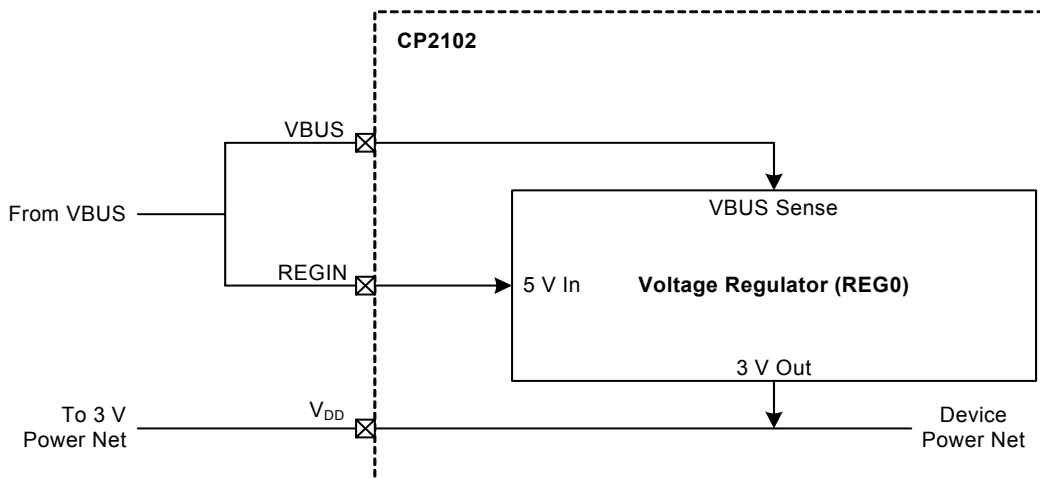 CP2102
VBUS
From VBUS
VBUS Sense
REGIN
5 V In
Voltage Regulator (REG0)
3 V Out
To 3 V
Power Net
VDD
Device
Power Net